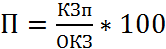 П = КЗп / ОКЗ * 100